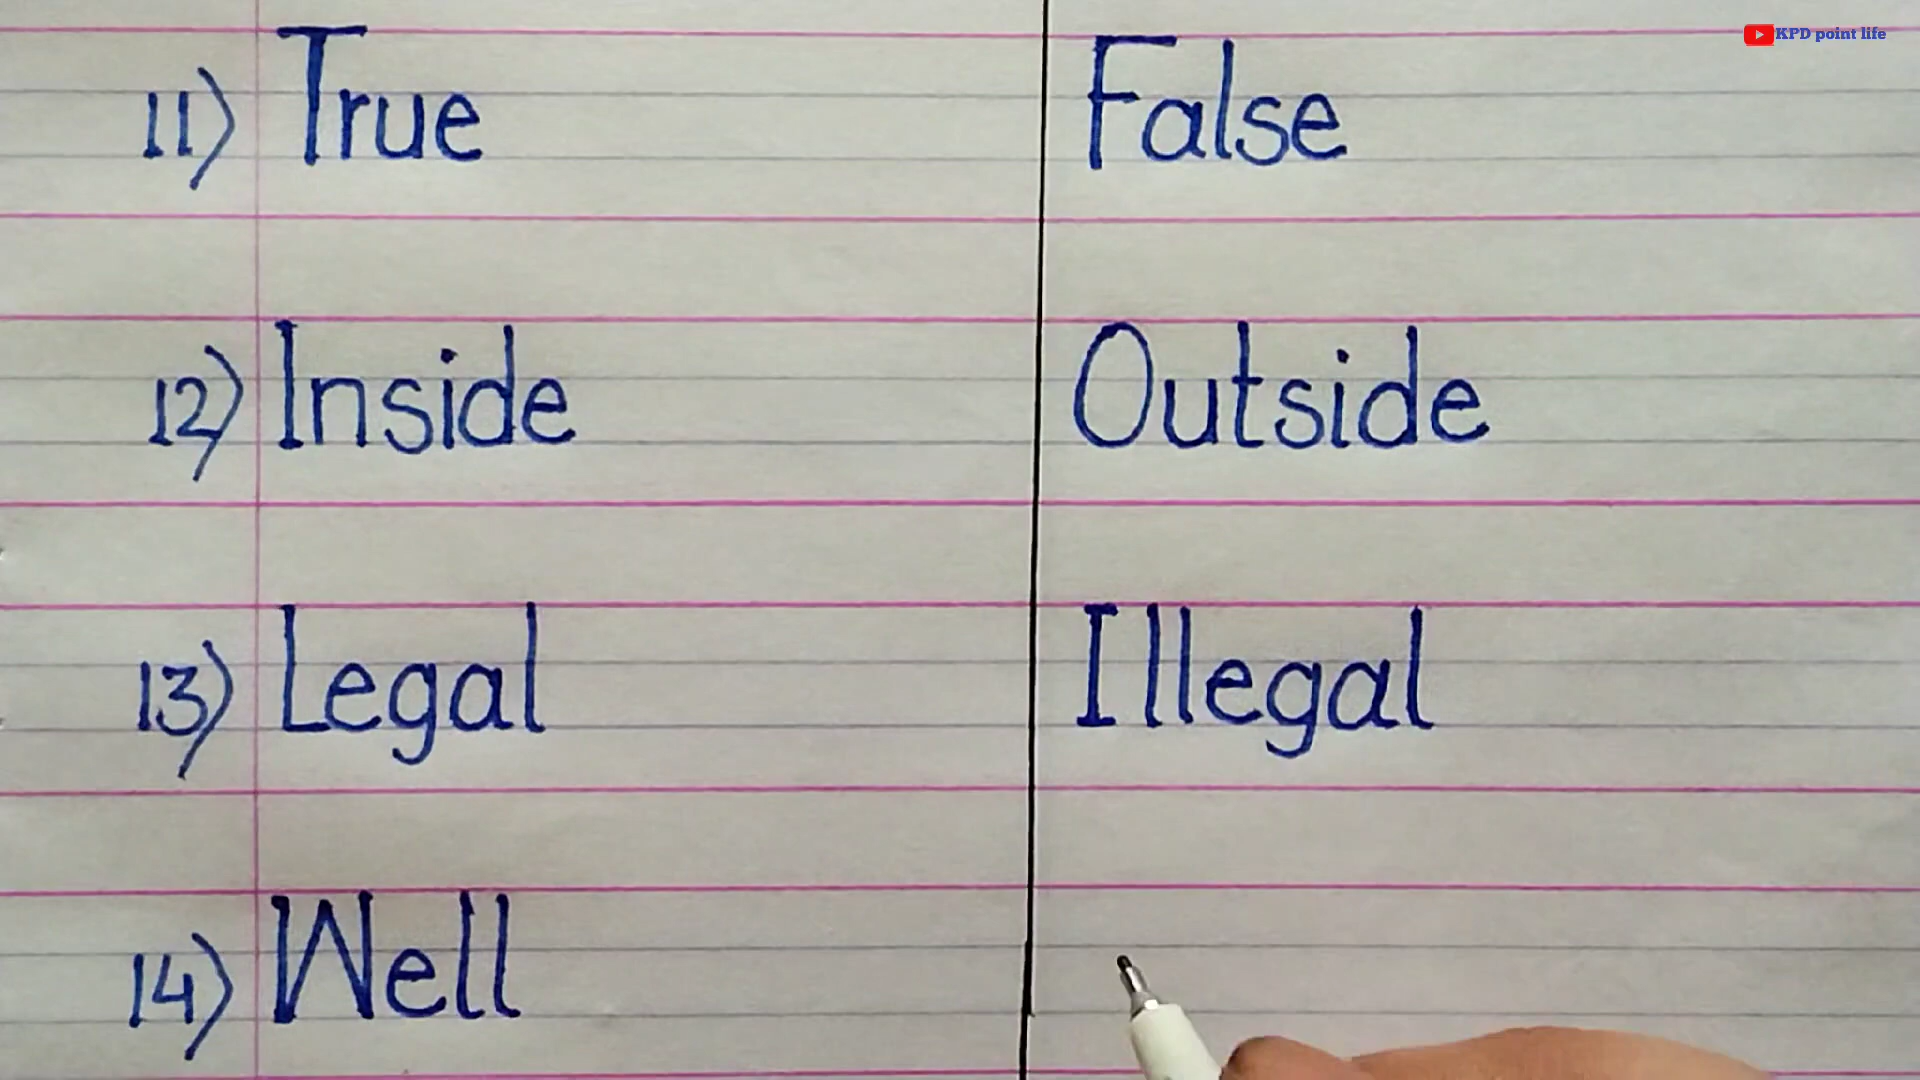 KPD point life
11) True False
12) Inside Outside
13) Legal Illegal
14) Well